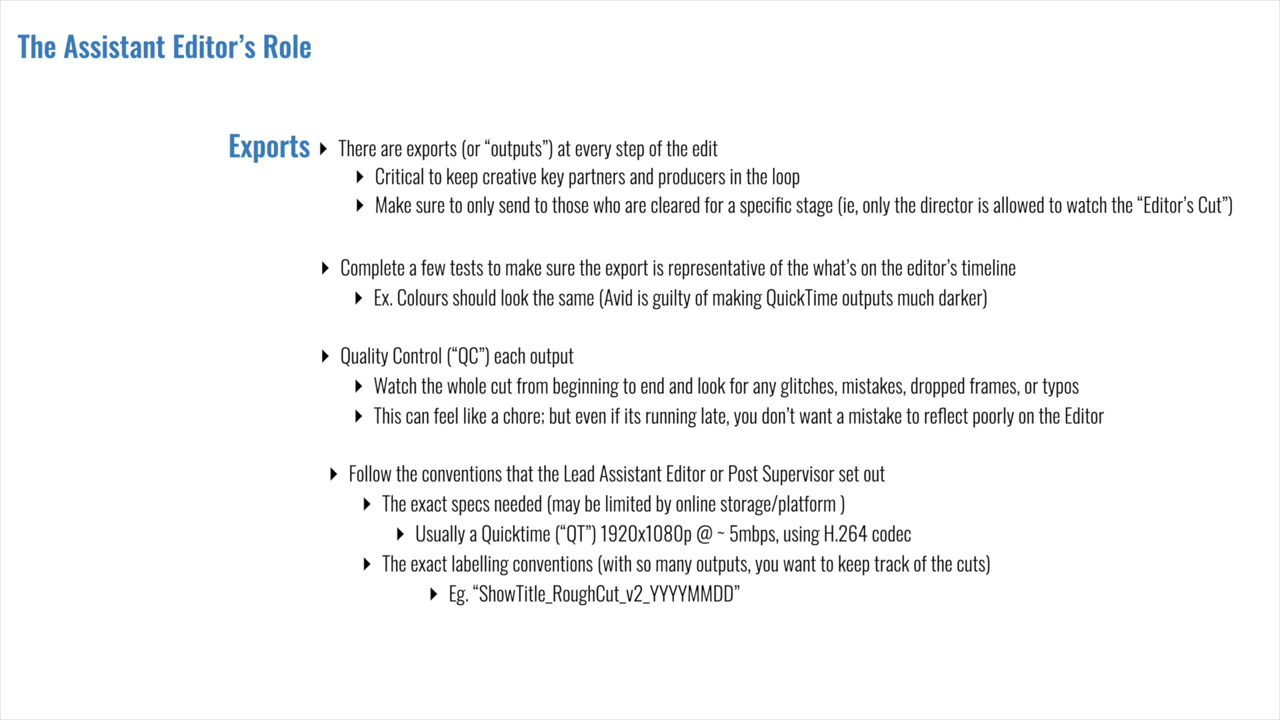 The Assistant Editor's Role
Exports
There are exports (or “outputs”) at every step of the edit
Critical to keep creative key partners and producers in the loop
Make sure to only send to those who are cleared for a specific stage (ie, only the director is allowed to watch the “Editor’s Cut”)
Complete a few tests to make sure the export is representative of the what’s on the editor’s timeline
Ex. Colours should look the same (Avid is guilty of making QuickTime outputs much darker)
Quality Control (“QC”) each output
Watch the whole cut from beginning to end and look for any glitches, mistakes, dropped frames, or typos
This can feel like a chore; but even if its running late, you don’t want a mistake to reflect poorly on the Editor
Follow the conventions that the Lead Assistant Editor or Post Supervisor set out
The exact specs needed (may be limited by online storage/platform )
Usually a Quicktime (“QT”) 1920x1080p @ ~ 5mbps, using H.264 codec
The exact labelling conventions (with so many outputs, you want to keep track of the cuts)
Eg. “ShowTitle_RoughCut_v2_YYYYMMDD”